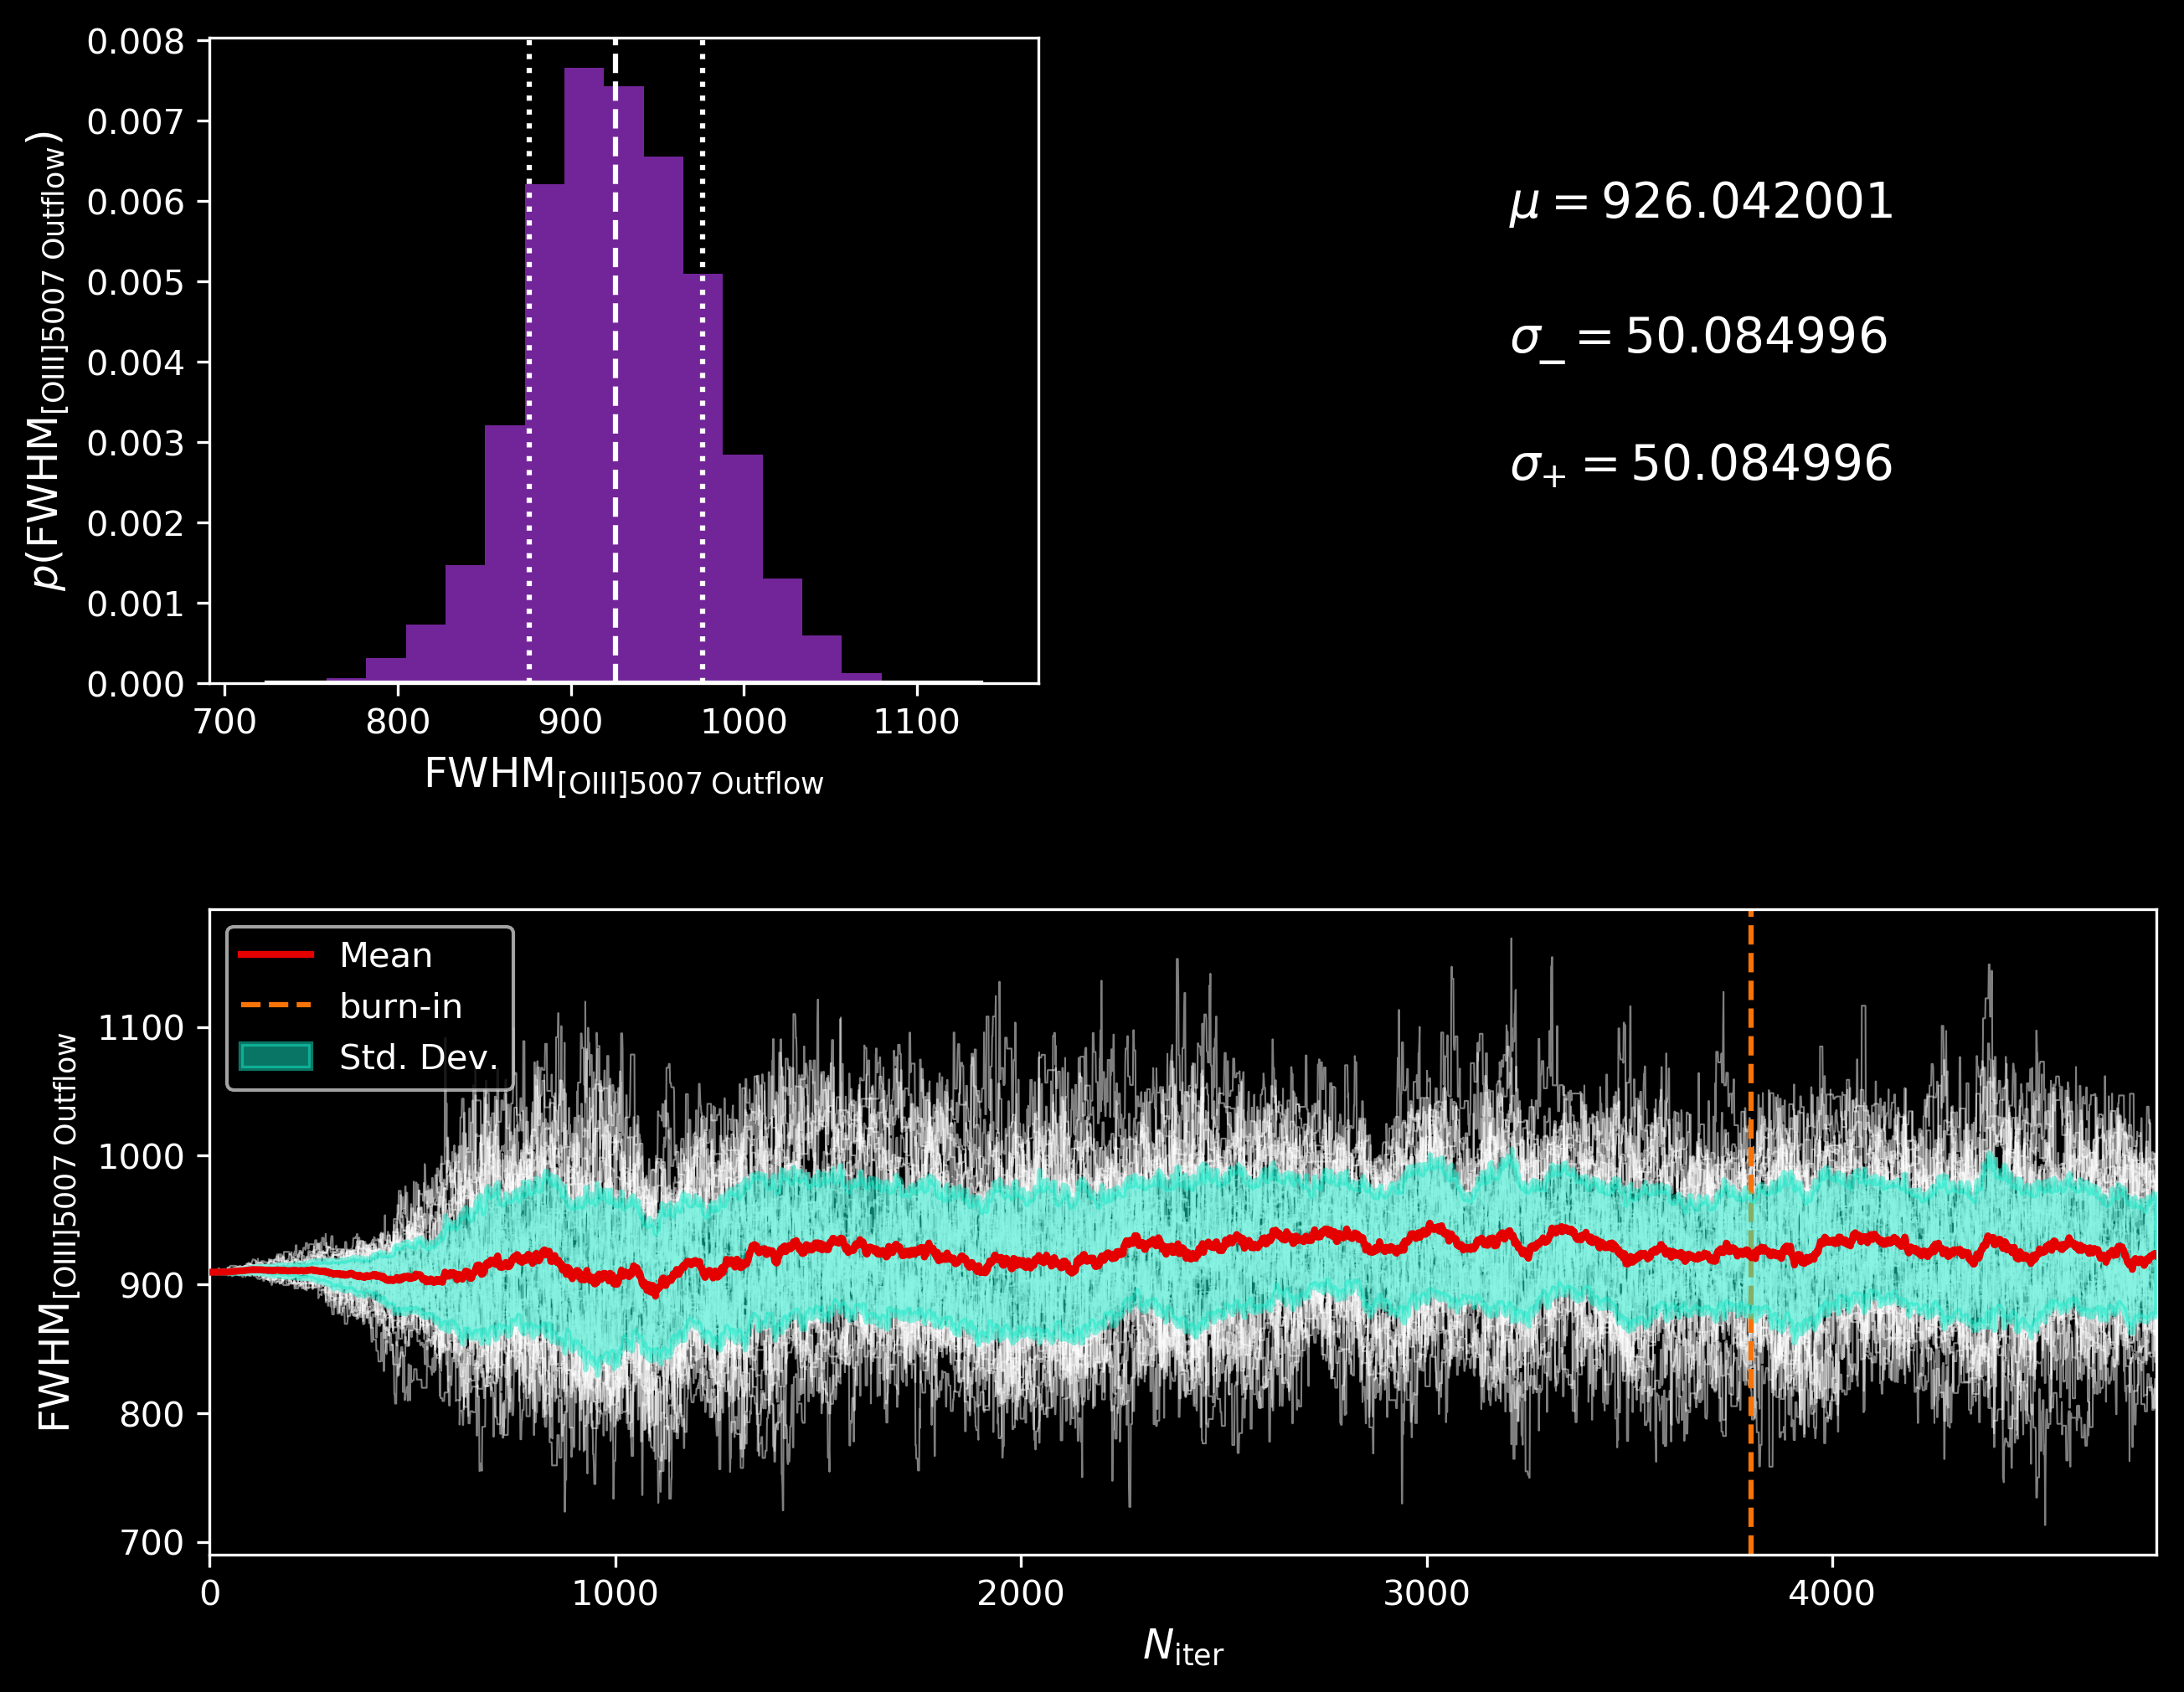 0.008
0.007
0.006
0.005
0.004
0.003
0.002
0.001
0.000
p(FWHM[OIII]5007 Outflow)
700 800 900 1000 1100
FWHM[OIII]5007 Outflow
μ = 926.042001
σ_ = 50.084996
σ+ = 50.084996
Mean
burn-in
Std. Dev.
1100
1000
900
800
700
FWHM[OIII]5007 Outflow
0 1000 2000 3000 4000
Niter